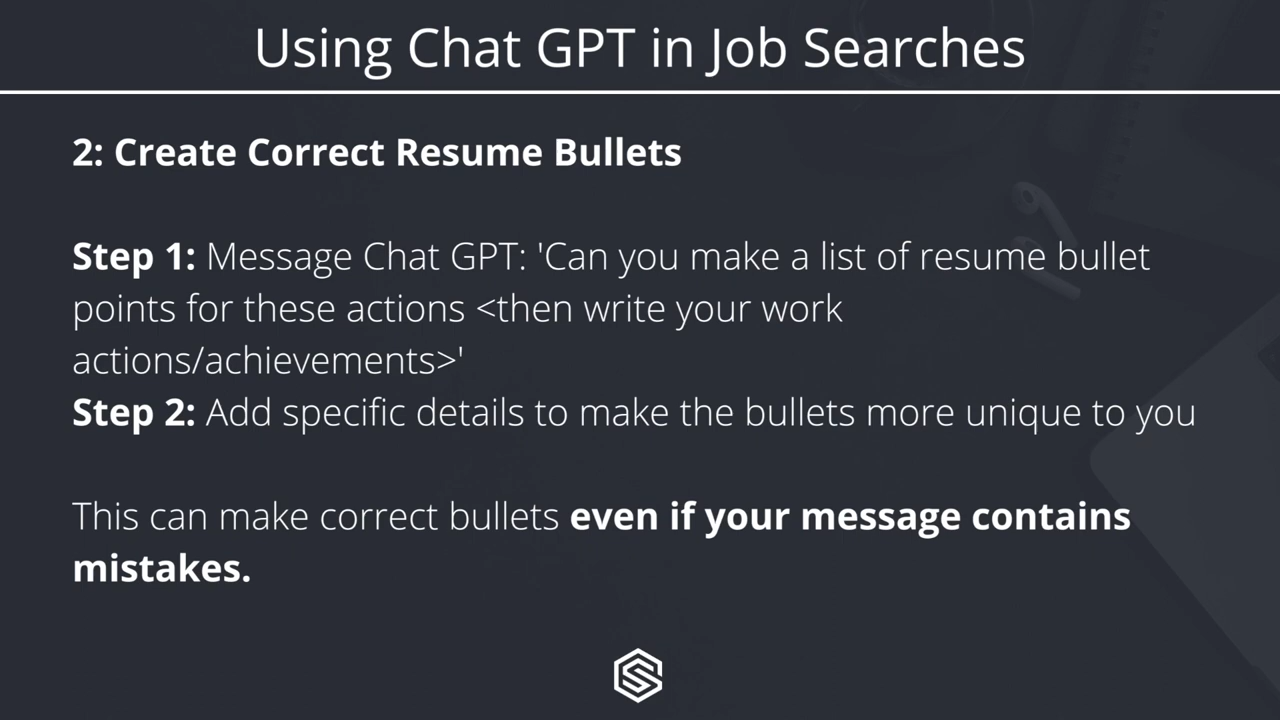 Using Chat GPT in Job Searches
2: Create Correct Resume Bullets
Step 1: Message Chat GPT: 'Can you make a list of resume bullet
points for these actions <then write your work
actions/achievements>'
Step 2: Add specific details to make the bullets more unique to you
This can make correct bullets even if your message contains
mistakes.